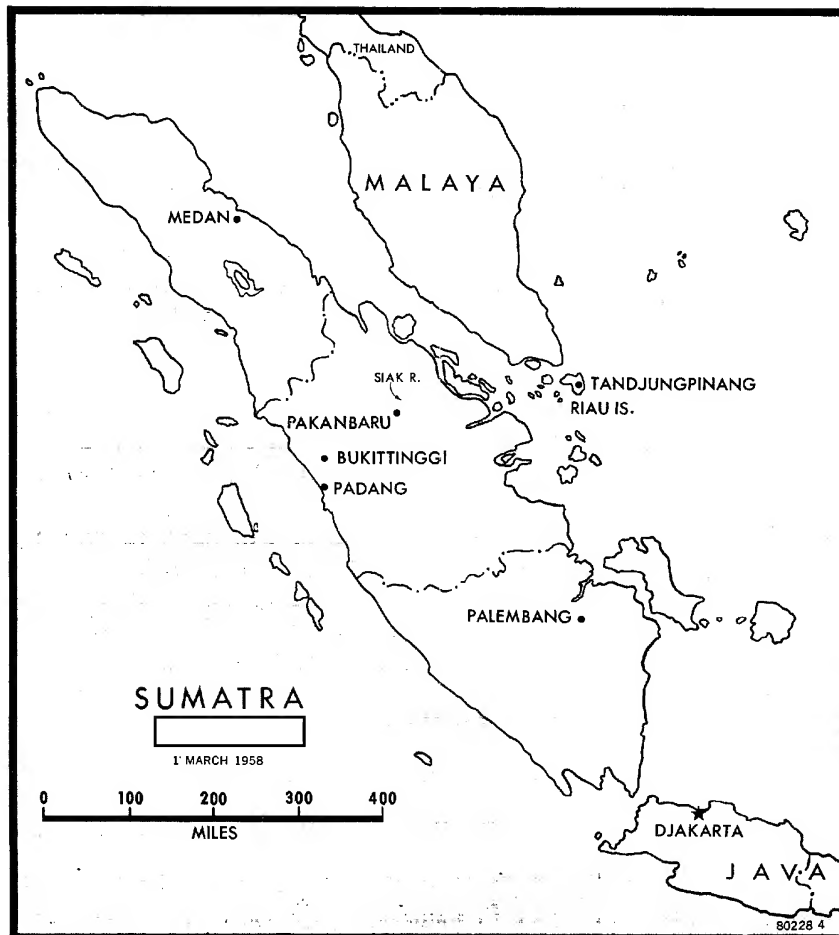 THAILAND
MALAYA
MEDAN
SIAK R.
TANDJUNGPINANG
RIAU IS.
PAKANBARU
BUKITTINGGI
PADANG
PALEMBANG
SUMATRA
1 MARCH 1958
0 100 200 300 400
MILES
DJAKARTA
JAVA
80228 4